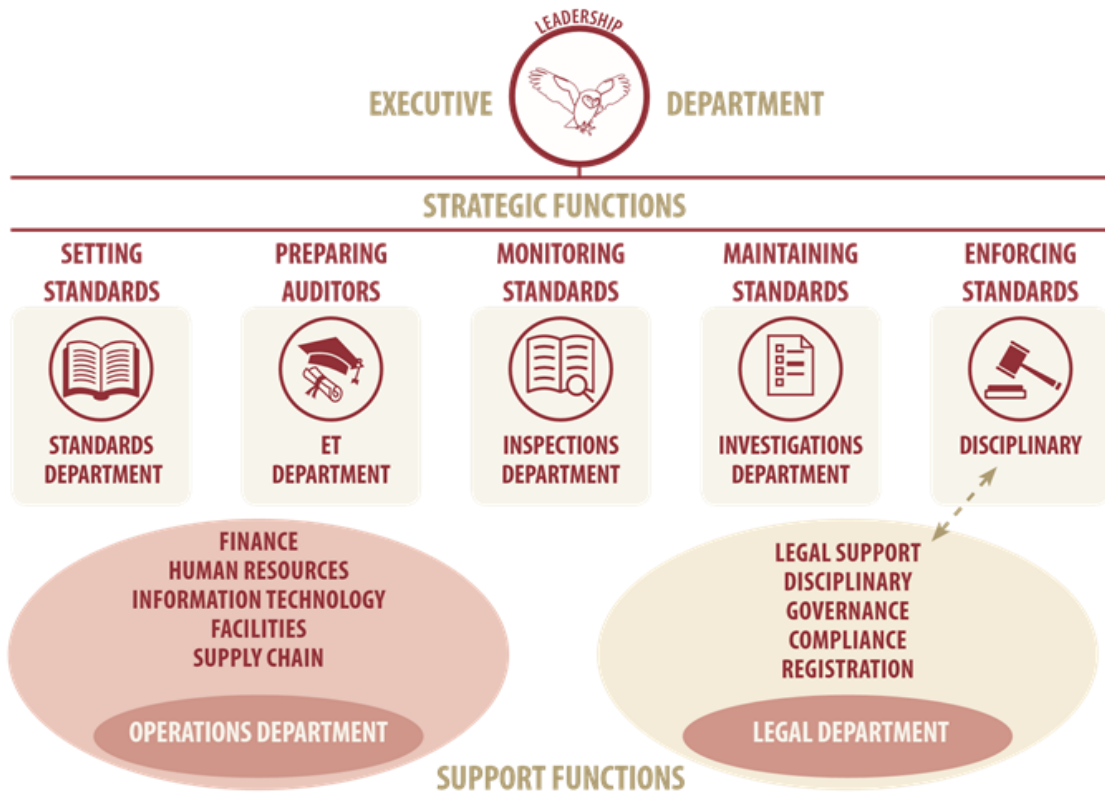 LEADERSHIP
EXECUTIVE DEPARTMENT
STRATEGIC FUNCTIONS
SETTING
STANDARDS
STANDARDS
DEPARTMENT
PREPARING
AUDITORS
ET
DEPARTMENT
MONITORING
STANDARDS
INSPECTIONS
DEPARTMENT
MAINTAINING
STANDARDS
INVESTIGATIONS
DEPARTMENT
ENFORCING
STANDARDS
DISCIPLINARY
FINANCE
HUMAN RESOURCES
INFORMATION TECHNOLOGY
FACILITIES
SUPPLY CHAIN
OPERATIONS DEPARTMENT
LEGAL SUPPORT
DISCIPLINARY
GOVERNANCE
COMPLIANCE
REGISTRATION
LEGAL DEPARTMENT
SUPPORT FUNCTIONS